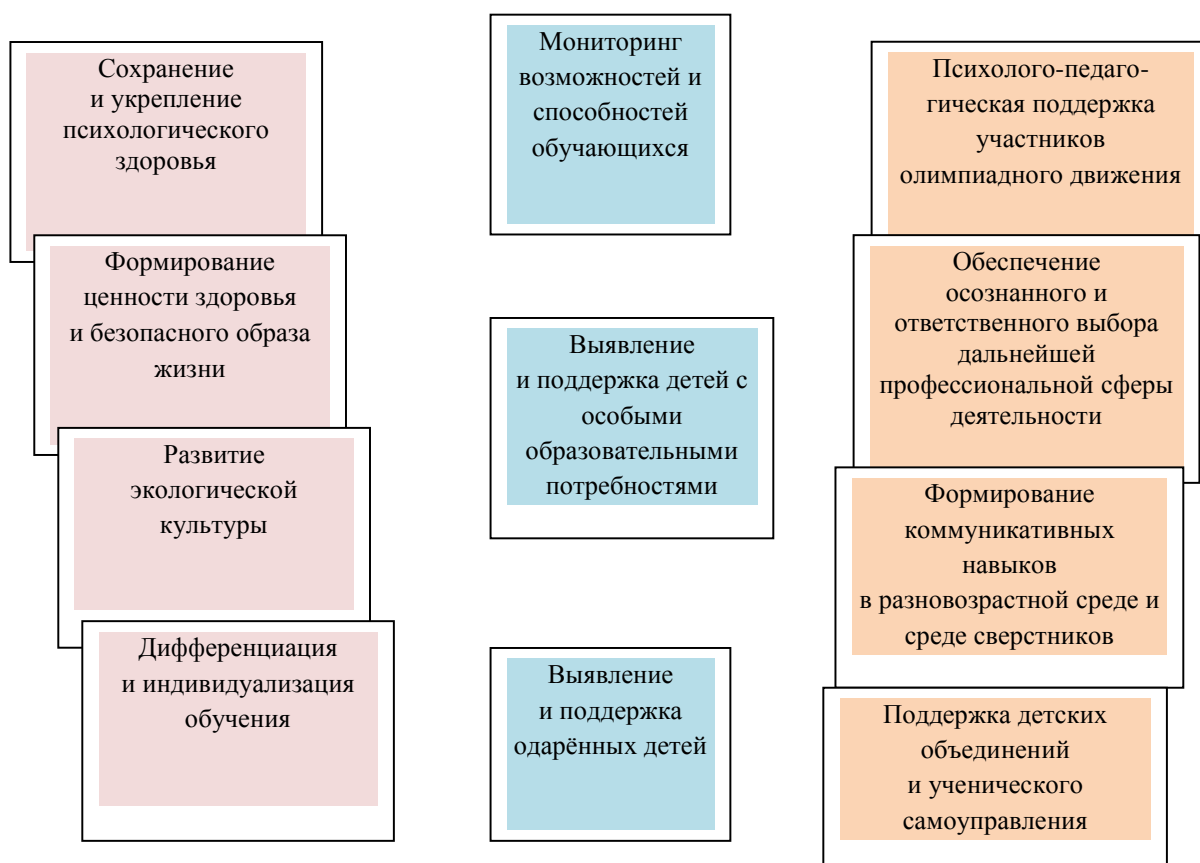 Сохранение
и укрепление
психологического
здоровья
Формирование
ценности здоровья
и безопасного образа
жизни
Развитие
экологической
культуры
Дифференциация
и индивидуализация
обучения
Мониторинг
возможностей и
способностей
обучающихся
Выявление
и поддержка детей с
особыми
образовательными
потребностями
Выявление
и поддержка
одарённых детей
Психолого-педаго-
гическая поддержка
участников
олимпиадного движения
Обеспечение
осознанного и
ответственного выбора
дальнейшей
профессиональной сферы
деятельности
Формирование
коммуникативных
навыков
в разновозрастной среде и
среде сверстников
Поддержка детских
объединений
и ученического
самоуправления